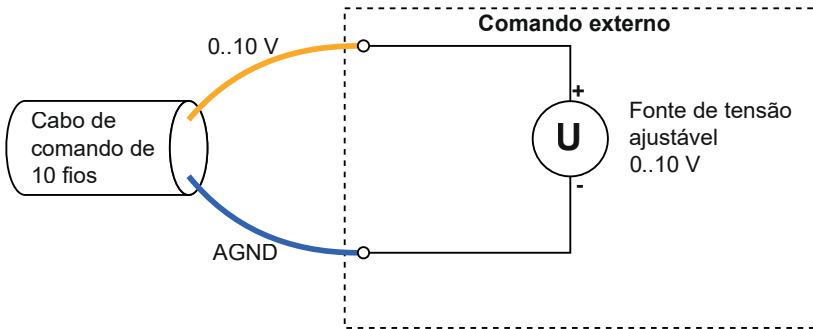 Comando externo
0..10 V
Cabo de
comando de
10 fios
+
U
-
Fonte de tensão
ajustável
0..10 V
AGND